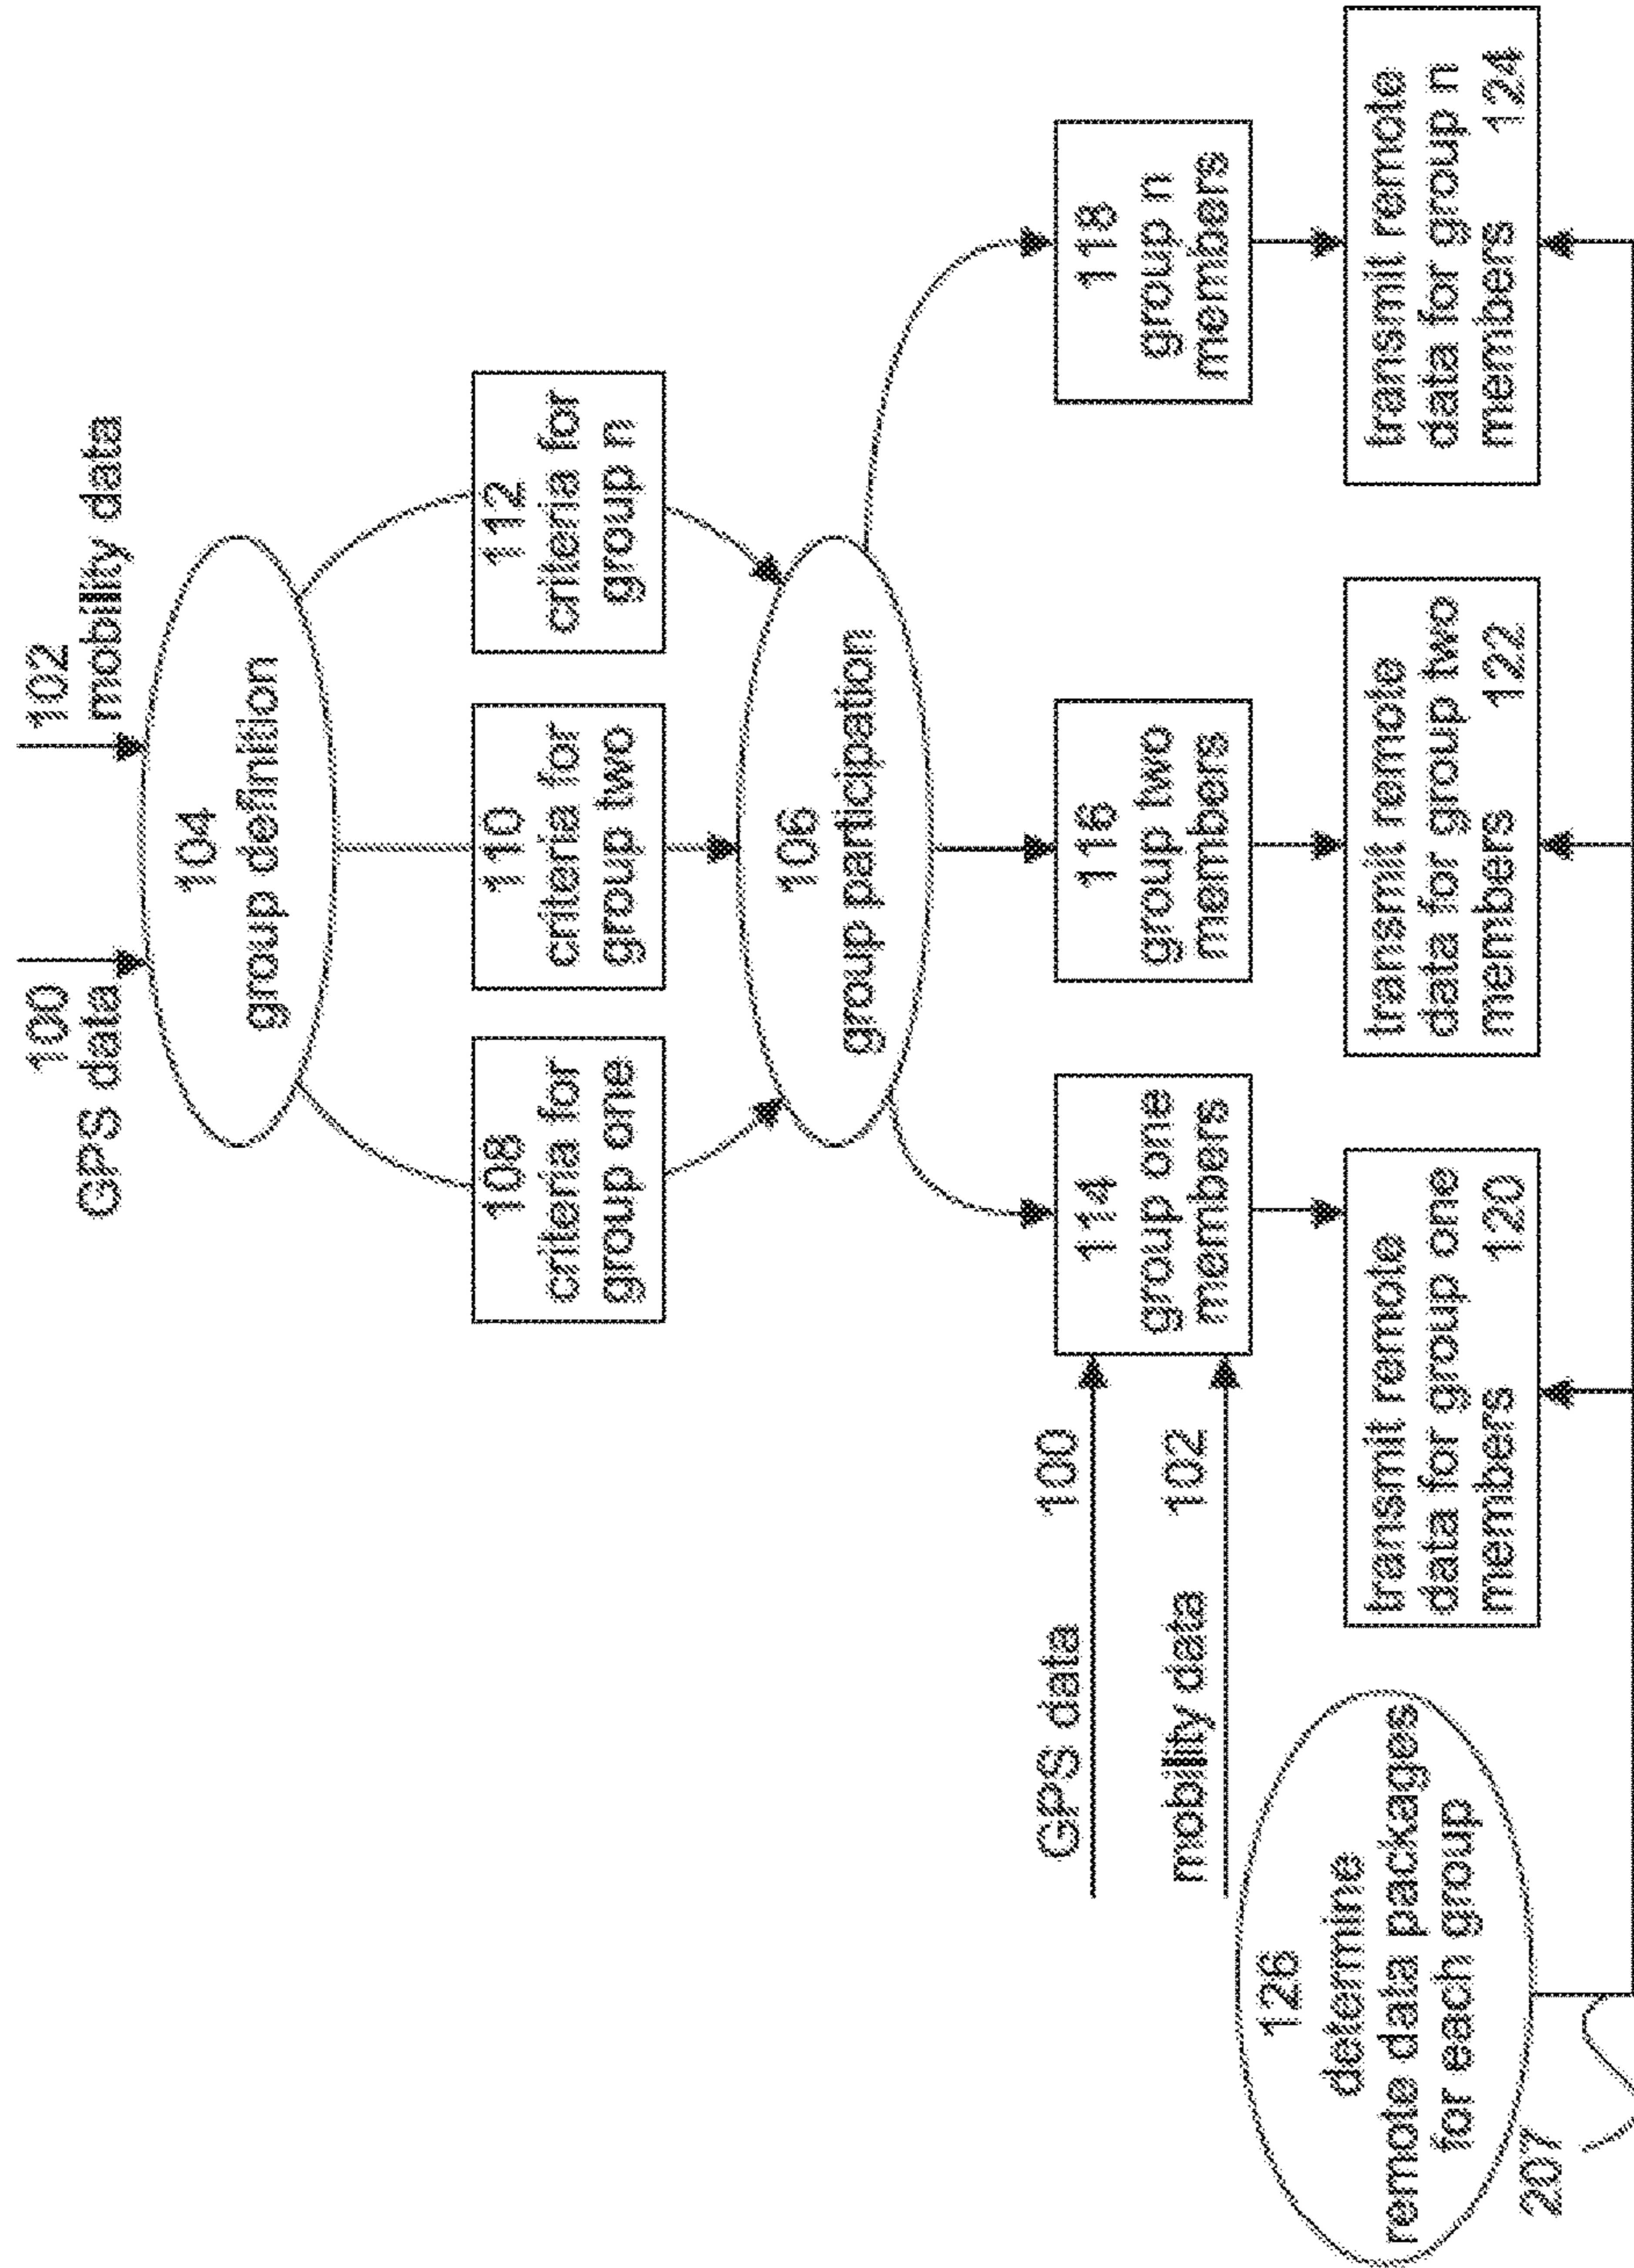 100
GPS data
102
mobility data
104
group definition
108
criteria for
group one
110
criteria for
group two
112
criteria for
group n
106
group participation
GPS data 100
mobility data 102
114
group one
members
116
group two
members
118
group n
members
126
determine
remote data packages
for each group
207
transmit remote
data for group one
members 120
transmit remote
data for group two
members 122
transmit remote
data for group n
members 124